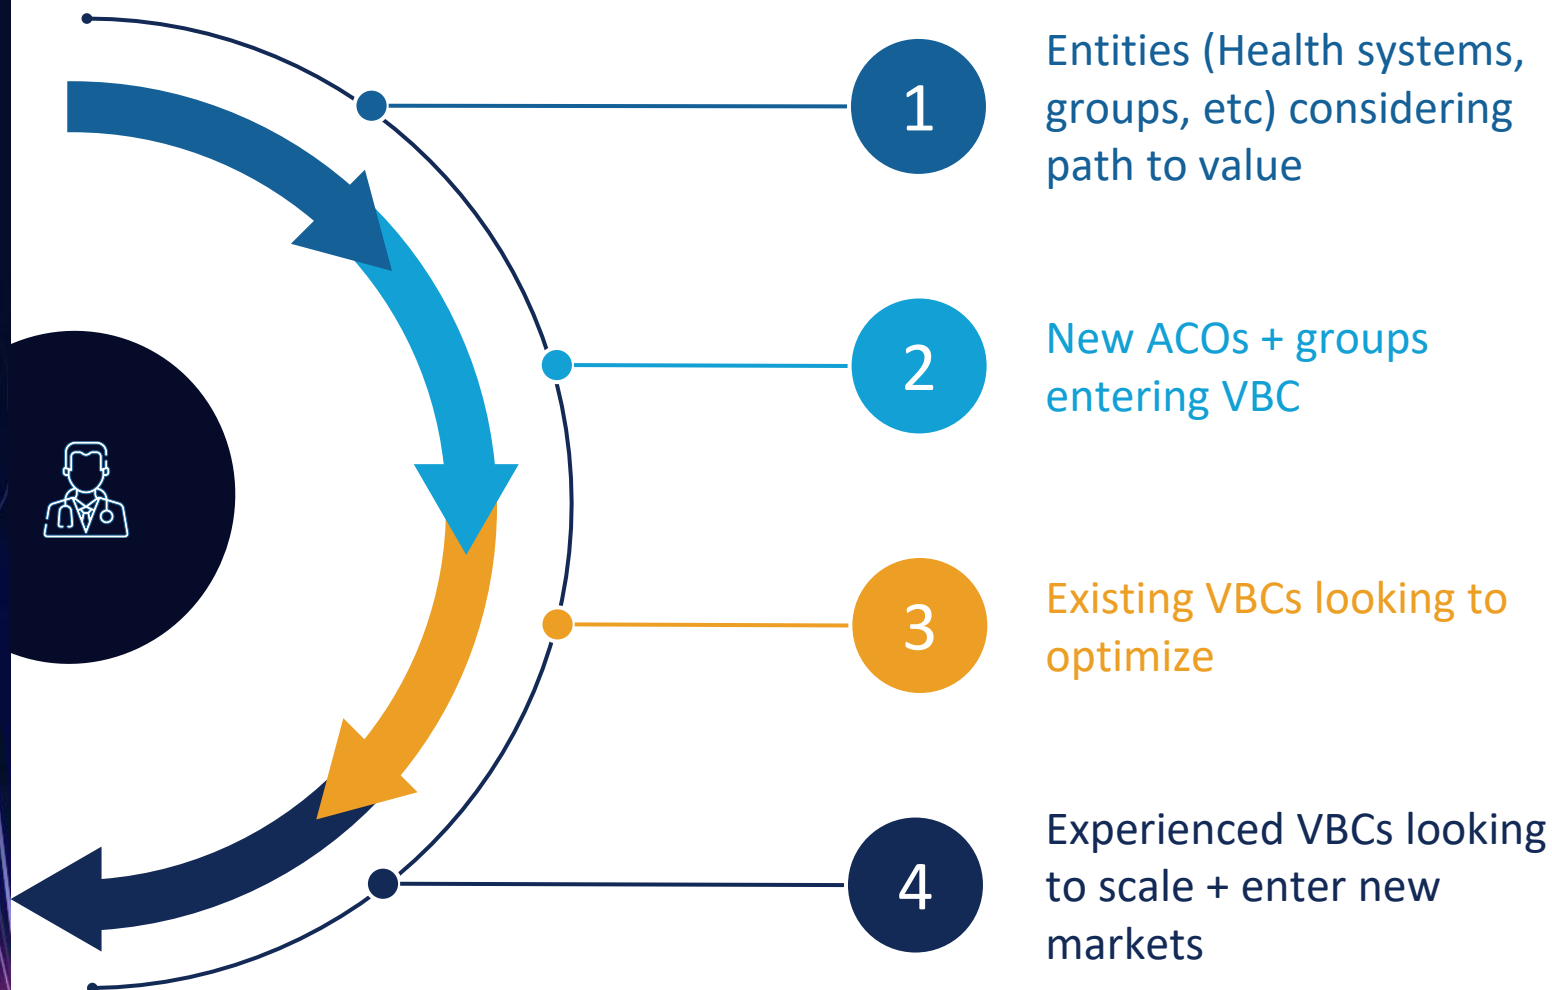 1
Entities (Health systems,
groups, etc) considering
path to value
2
New ACOs + groups
entering VBC
3
Existing VBCs looking to
optimize
4
Experienced VBCs looking
to scale + enter new
markets